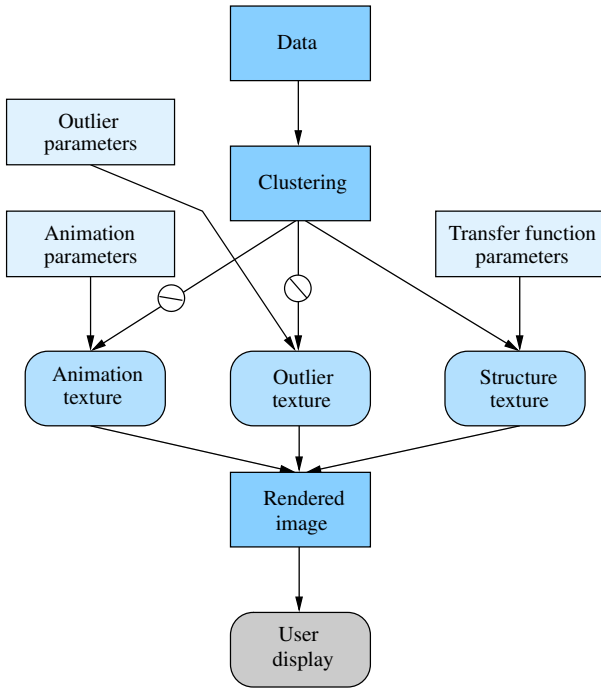 Data
Outlier
parameters
Clustering
Animation
parameters
Transfer function
parameters
Animation
texture
Outlier
texture
Structure
texture
Rendered
image
User
display